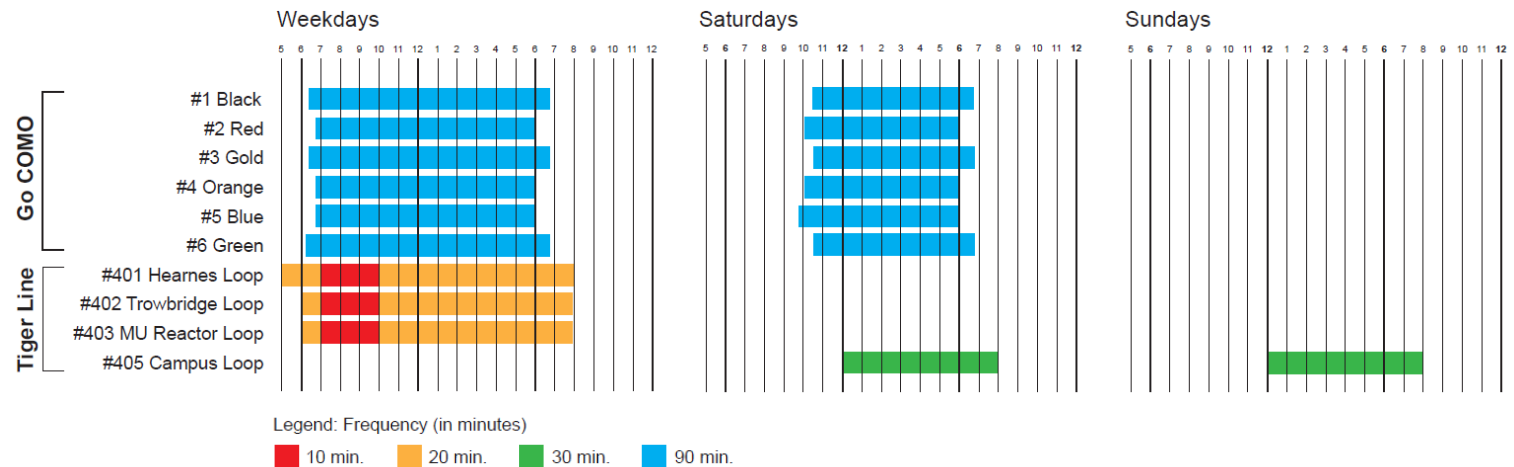 Weekdays Saturdays Sundays
5 6 7 8 9 10 11 12 1 2 3 4 5 6 7 8 9 10 11 12 5 6 7 8 9 10 11 12 1 2 3 4 5 6 7 8 9 10 11 12 5 6 7 8 9 10 11 12 1 2 3 4 5 6 7 8 9 10 11 12
Go COMO
#1 Black
#2 Red
#3 Gold
#4 Orange
#5 Blue
#6 Green
Tiger Line
#401 Hearnes Loop
#402 Trowbridge Loop
#403 MU Reactor Loop
#405 Campus Loop
Legend: Frequency (in minutes)
10 min. 20 min. 30 min. 90 min.